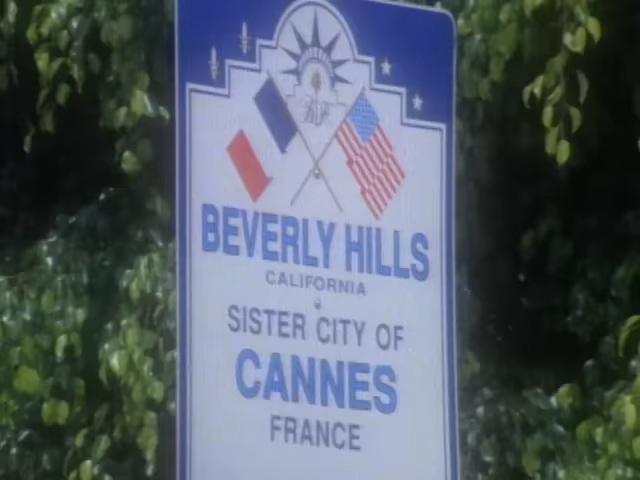 BEVERLY HILLS
CALIFORNIA
SISTER CITY OF
CANNES
FRANCE